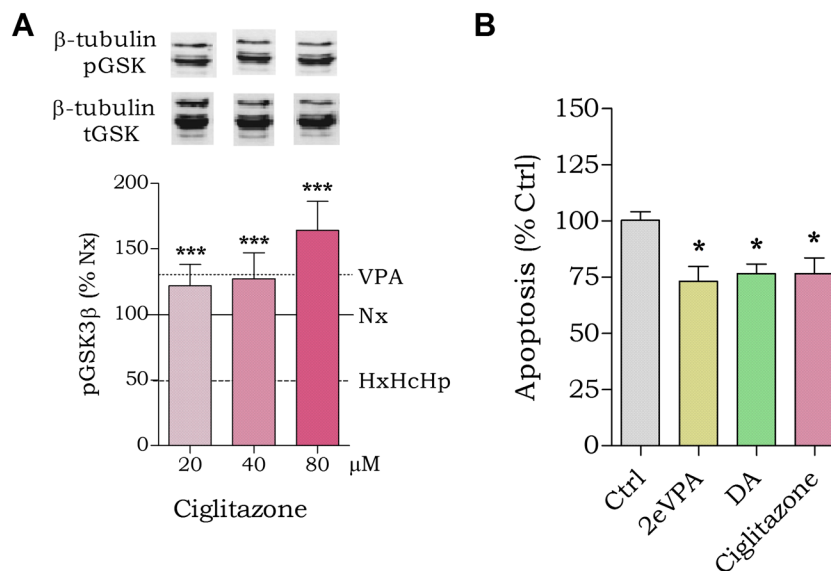 A
β-tubulin
pGSK
β-tubulin
tGSK
pGSK3β (% Nx)
200
150
100
50
0
***
***
***
VPA
Nx
HxHcHp
20 40 80 μM
Ciglitazone
B
Apoptosis (% Ctrl)
150
125
100
75
50
25
0
* * *
Ctrl
2eVPA
DA
Ciglitazone